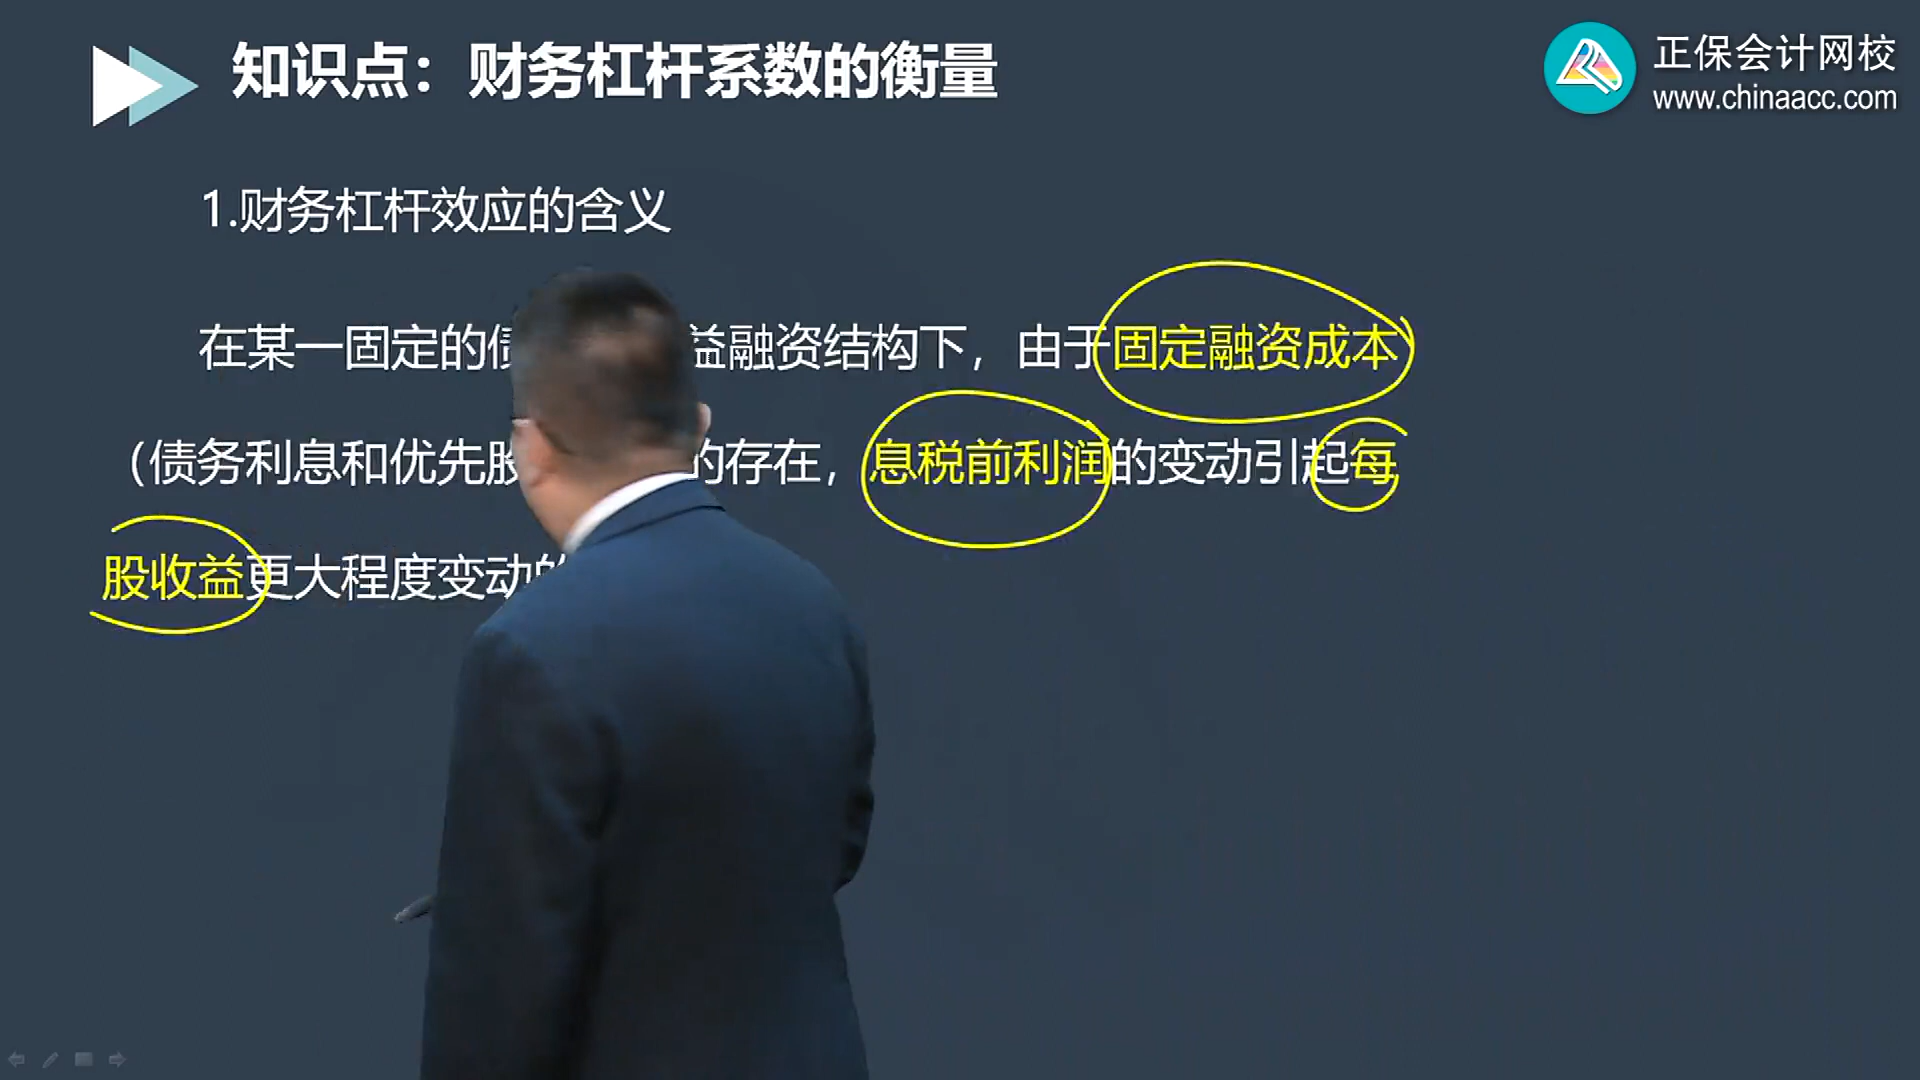 知识点：财务杠杆系数的衡量
正保会计网校
www.chinaacc.com
1.财务杠杆效应的含义
在某一固定的债 益融资结构下，由于固定融资成本
（债务利息和优先股 的存在，息税前利润的变动引起每
股收益更大程度变动的